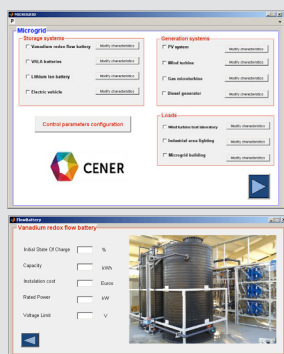 MICROGRID
Microgrid
Storage systems
Vanadium redox flow battery
Modify characteristics
VRLA batteries
Modify characteristics
Lithium Ion battery
Modify characteristics
Electric vehicle
Modify characteristics
Control parameters configuration
CENER
Generation systems
PV system
Modify characteristics
Wind turbine
Modify characteristics
Gas microturbine
Modify characteristics
Diesel generator
Modify characteristics
Loads
Wind turbine test laboratory
Modify characteristics
Industrial area lighting
Modify characteristics
Microgrid building
Modify characteristics
FlowBattery
Vanadium redox flow battery
Initial State Of Charge %
Capacity kWh
Instalation cost Euros
Rated Power kW
Voltage Limit V